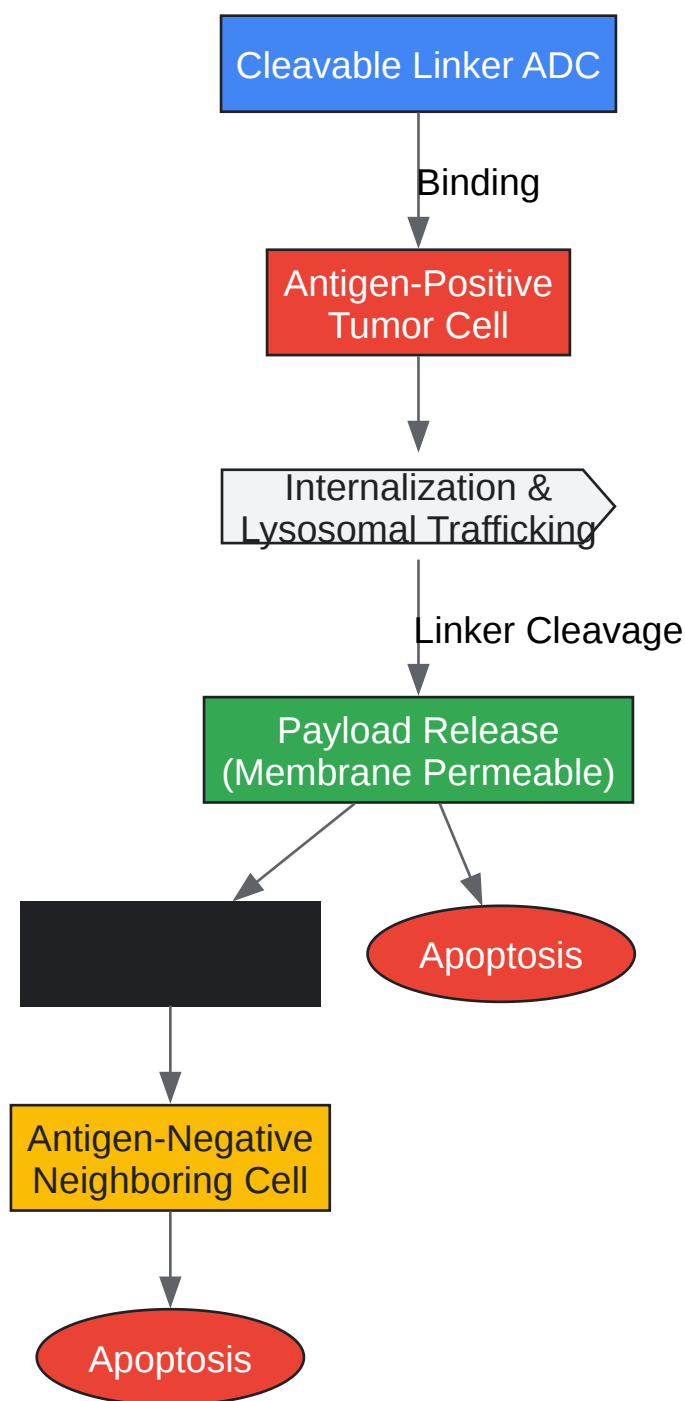 Cleavable Linker ADC
Binding
Antigen-Positive
Tumor Cell
Internalization &
Lysosomal Trafficking
Linker Cleavage
Payload Release
(Membrane Permeable)
Apoptosis
Antigen-Negative
Neighboring Cell
Apoptosis